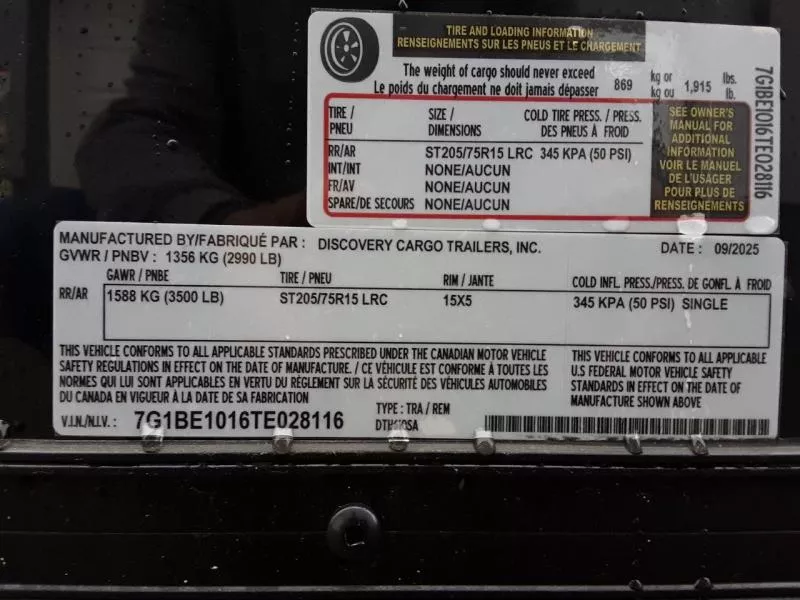 TIRE AND LOADING INFORMATION
RENSEIGNEMENTS SUR LES PNEUS ET LE CHARGEMENT
The weight of cargo should never exceed
Le poids du chargement ne doit jamais dépasser
869 kg or kg ou 1,915 lbs. lb.
TIRE / PNEU SIZE / DIMENSIONS COLD TIRE PRESS. / PRESS. DES PNEUS À FROID
RR/AR ST205/75R15 LRC 345 KPA (50 PSI)
INT/INT NONE/AUCUN
FR/AV NONE/AUCUN
SPARE/DE SECOURS NONE/AUCUN
SEE OWNER'S
MANUAL FOR
ADDITIONAL
INFORMATION
VOIR LE MANUEL
DE L'USAGER
POUR PLUS DE
RENSEIGNEMENTS
7G1BE1016TE028116
MANUFACTURED BY/FABRIQUÉ PAR : DISCOVERY CARGO TRAILERS, INC. DATE : 09/2025
GVWR / PNBV : 1356 KG (2990 LB)
GAWR / PNBE TIRE / PNEU RIM / JANTE COLD INFL. PRESS./PRESS. DE GONFL. À FROID
RR/AR 1588 KG (3500 LB) ST205/75R15 LRC 15X5 345 KPA (50 PSI) SINGLE
THIS VEHICLE CONFORMS TO ALL APPLICABLE STANDARDS PRESCRIBED UNDER THE CANADIAN MOTOR VEHICLE
SAFETY REGULATIONS IN EFFECT ON THE DATE OF MANUFACTURE. / CE VÉHICULE EST CONFORME À TOUTES LES
NORMES QUI LUI SONT APPLICABLES EN VERTU DU RÈGLEMENT SUR LA SÉCURITÉ DES VÉHICULES AUTOMOBILES
DU CANADA EN VIGUEUR À LA DATE DE SA FABRICATION
THIS VEHICLE CONFORMS TO ALL APPLICABLE
U.S FEDERAL MOTOR VEHICLE SAFETY
STANDARDS IN EFFECT ON THE DATE OF
MANUFACTURE SHOWN ABOVE.
V.I.N./N.I.V. : 7G1BE1016TE028116 TYPE : TRA / REM